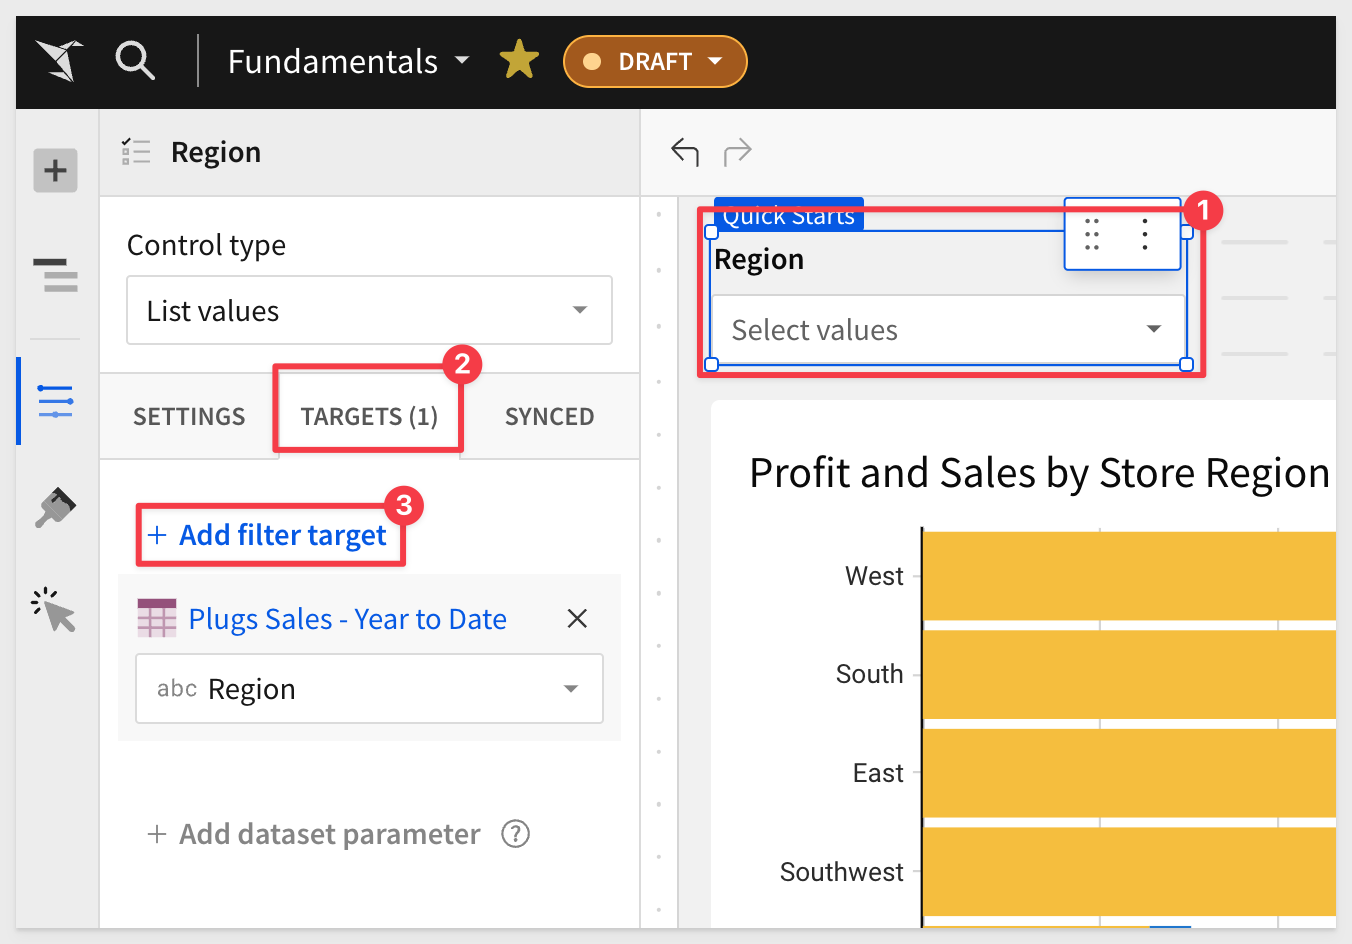 Fundamentals
DRAFT
Region
Control type
List values
SETTINGS
TARGETS (1)
SYNCED
2
+ Add filter target
3
Plugs Sales - Year to Date
abc Region
+ Add dataset parameter ?
Quick Starts
1
Region
Select values
Profit and Sales by Store Region
West
South
East
Southwest